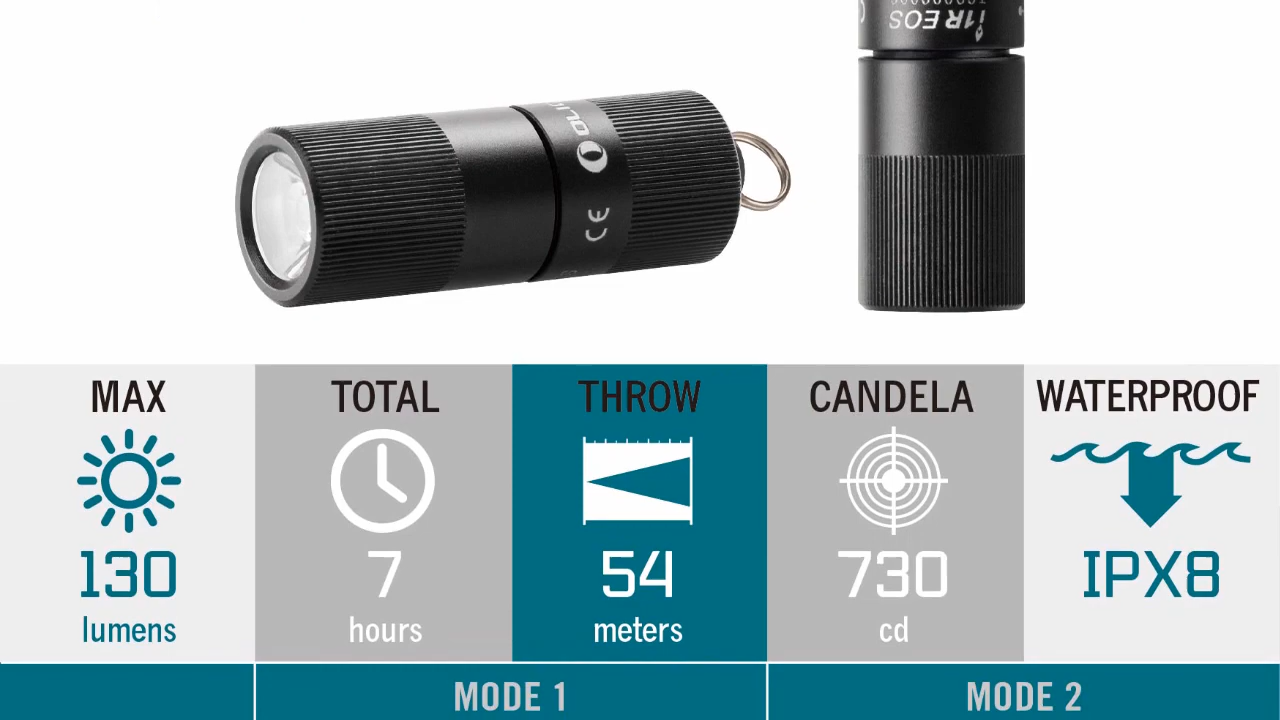 i1R EOS
OLI
CE
MAX
TOTAL
THROW
CANDELA
WATERPROOF
130
7
54
730
IPX8
lumens
hours
meters
cd
MODE 1
MODE 2